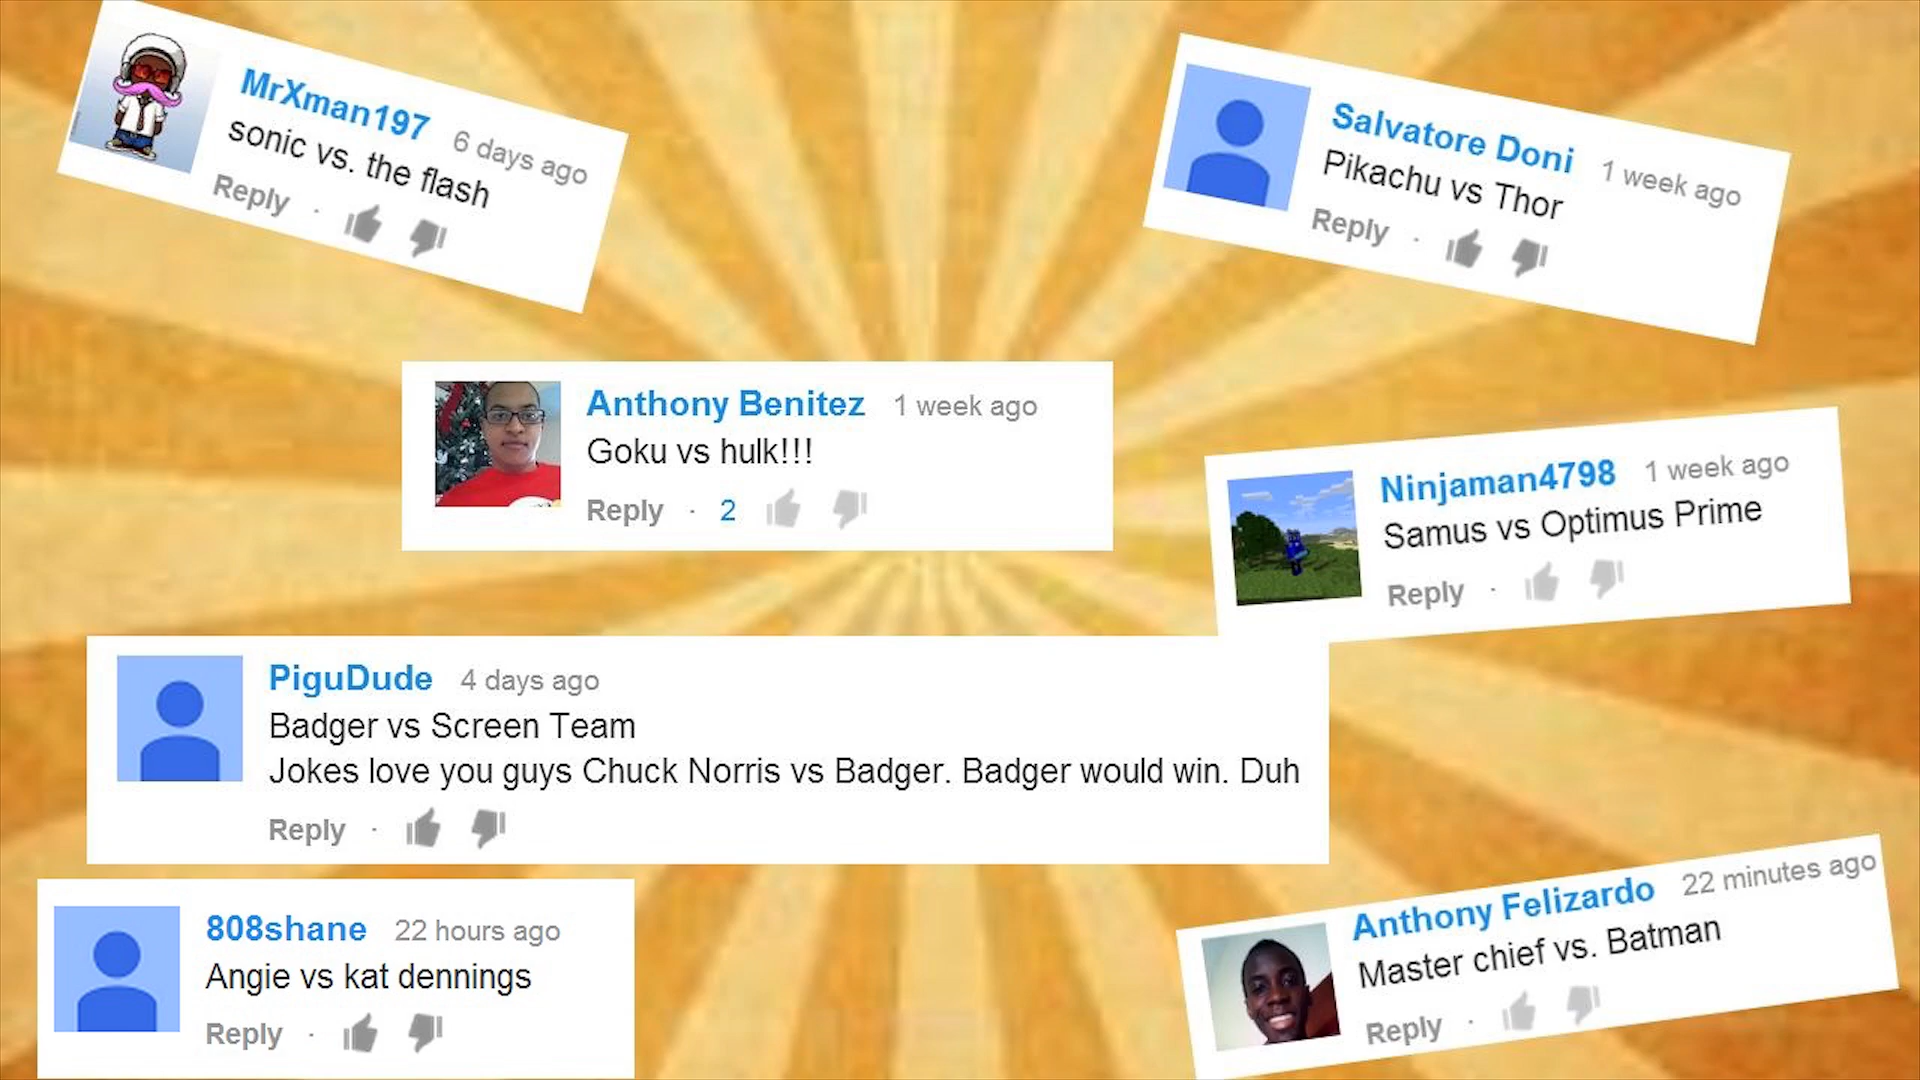 MrXman197 6 days ago
sonic vs. the flash
Reply ·
Salvatore Doni 1 week ago
Pikachu vs Thor
Reply ·
Anthony Benitez 1 week ago
Goku vs hulk!!!
Reply · 2
Ninjaman4798 1 week ago
Samus vs Optimus Prime
Reply ·
PiguDude 4 days ago
Badger vs Screen Team
Jokes love you guys Chuck Norris vs Badger. Badger would win. Duh
Reply ·
808shane 22 hours ago
Angie vs kat dennings
Reply ·
Anthony Felizardo 22 minutes ago
Master chief vs. Batman
Reply ·